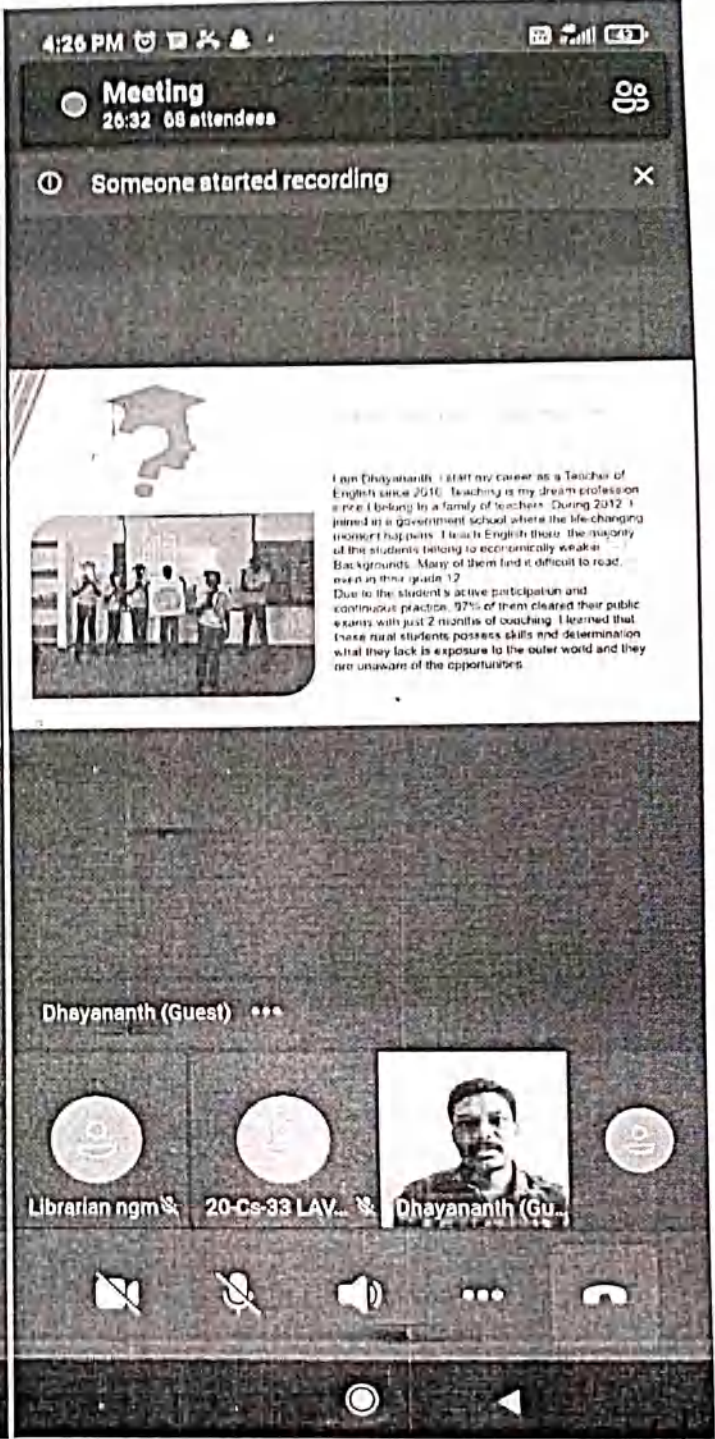 4:26 PM
49
Meeting
26:32 68 attendees
Someone started recording
I am Dhayananth. I start my career as a Teacher of
English since 2010. Teaching is my dream profession
since I belong to a family of teachers. During 2012 I
joined in a government school where the life-changing
moment happens. I teach English there, the majority
of the students belong to economically weaker
Backgrounds. Many of them find it difficult to read,
even in their grade 12
Due to the student's active participation and
continuous practice, 97% of them cleared their public
exams with just 2 months of coaching. I learned that
these rural students possess skills and determination
what they lack is exposure to the outer world and they
are unaware of the opportunities
Dhayananth (Guest) •••
Librarian ngm
20-Cs-33 LAV...
Dhayananth (Gu...